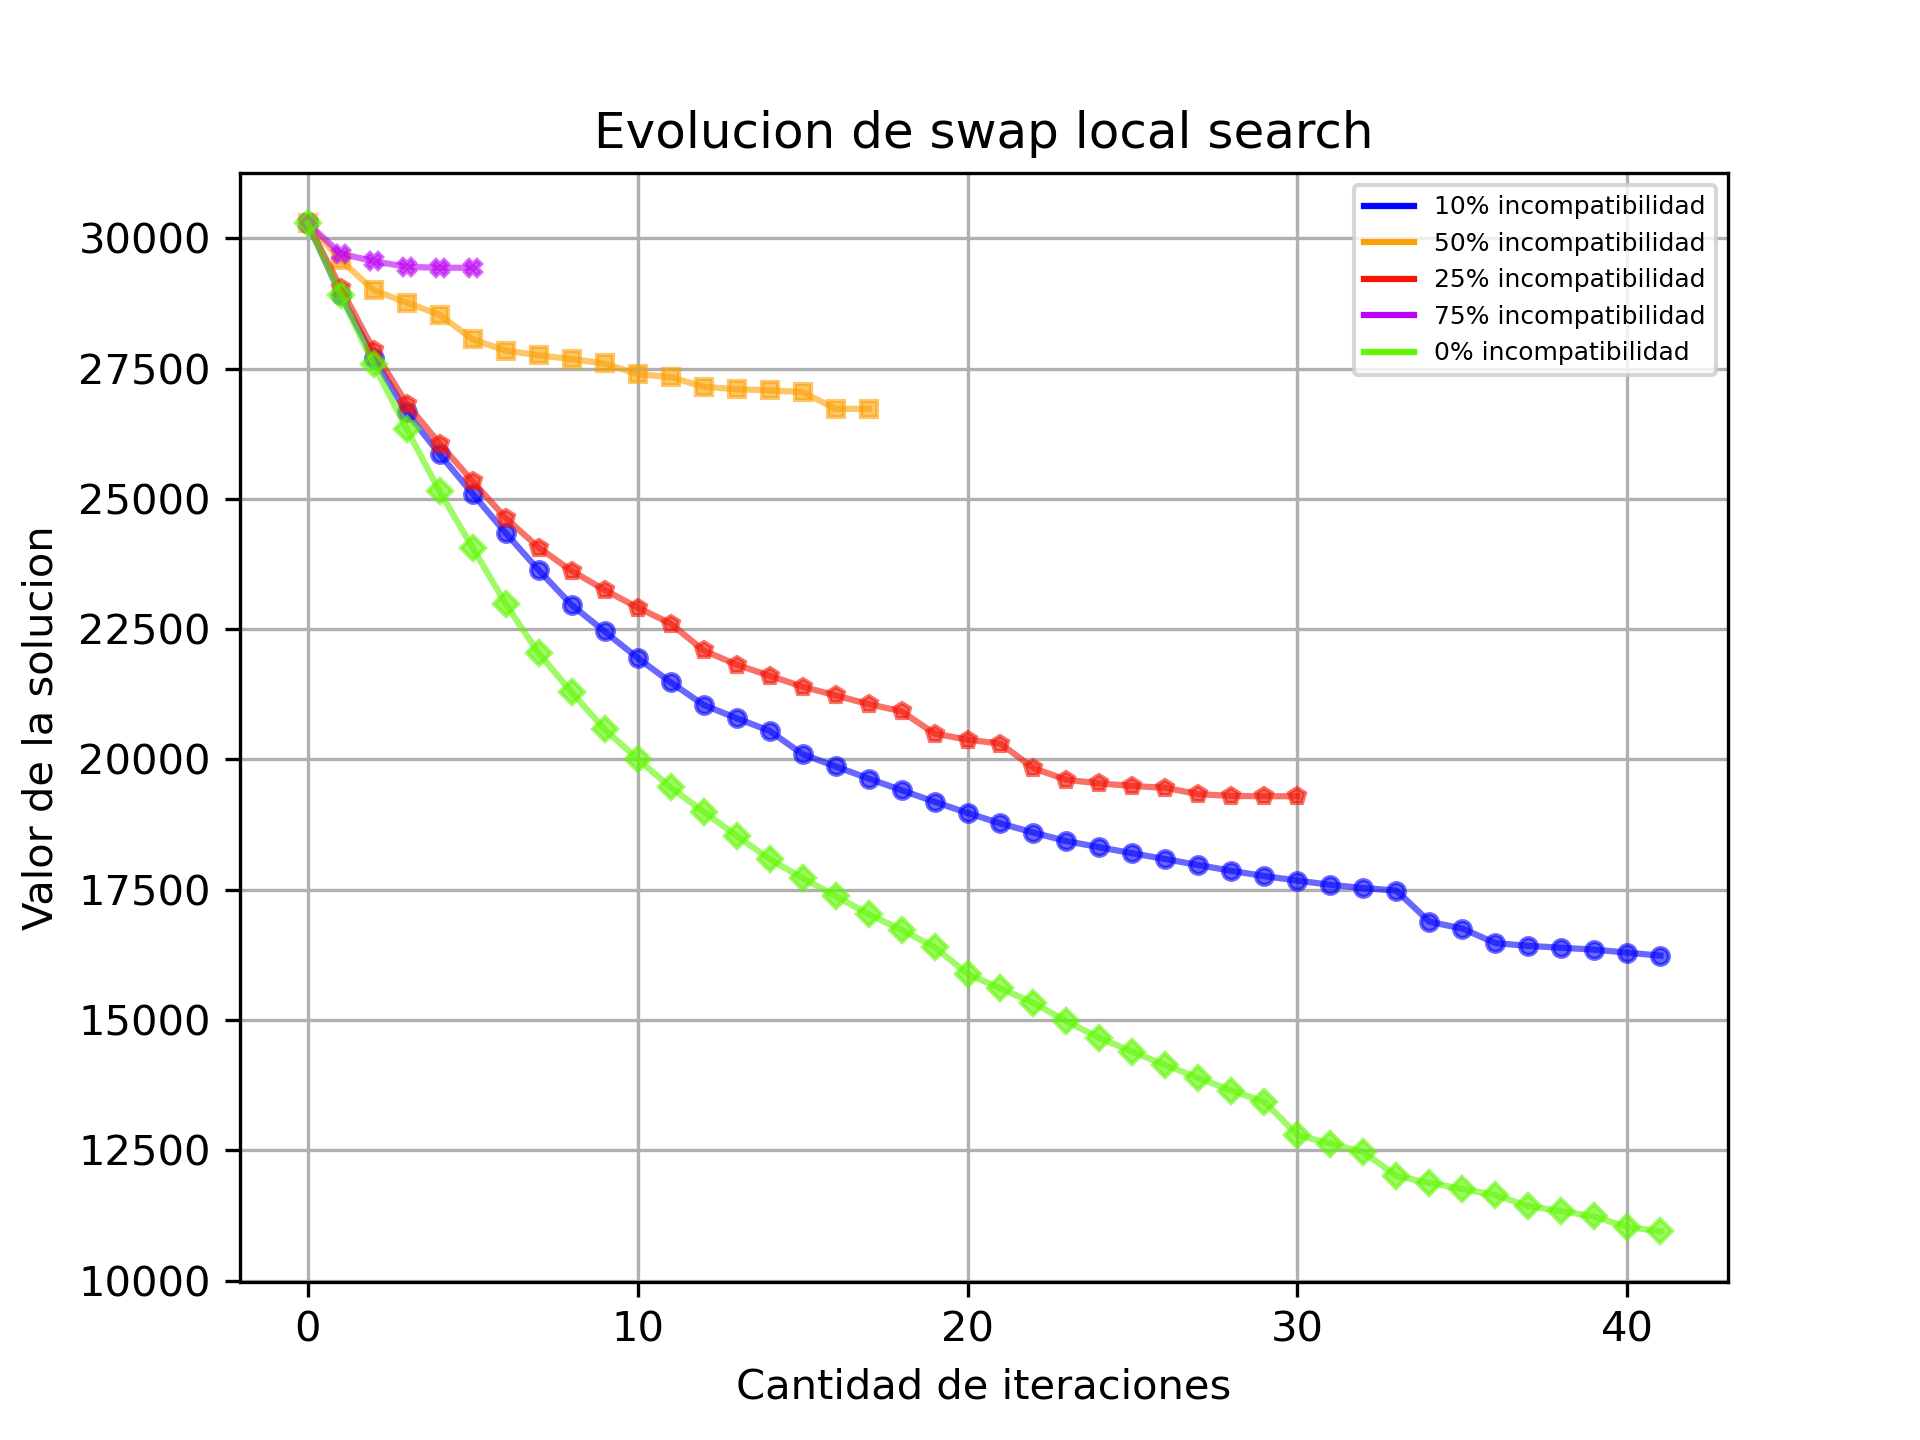 Evolucion de swap local search
10% incompatibilidad
50% incompatibilidad
25% incompatibilidad
75% incompatibilidad
0% incompatibilidad
Valor de la solucion
30000
27500
25000
22500
20000
17500
15000
12500
10000
0 10 20 30 40
Cantidad de iteraciones